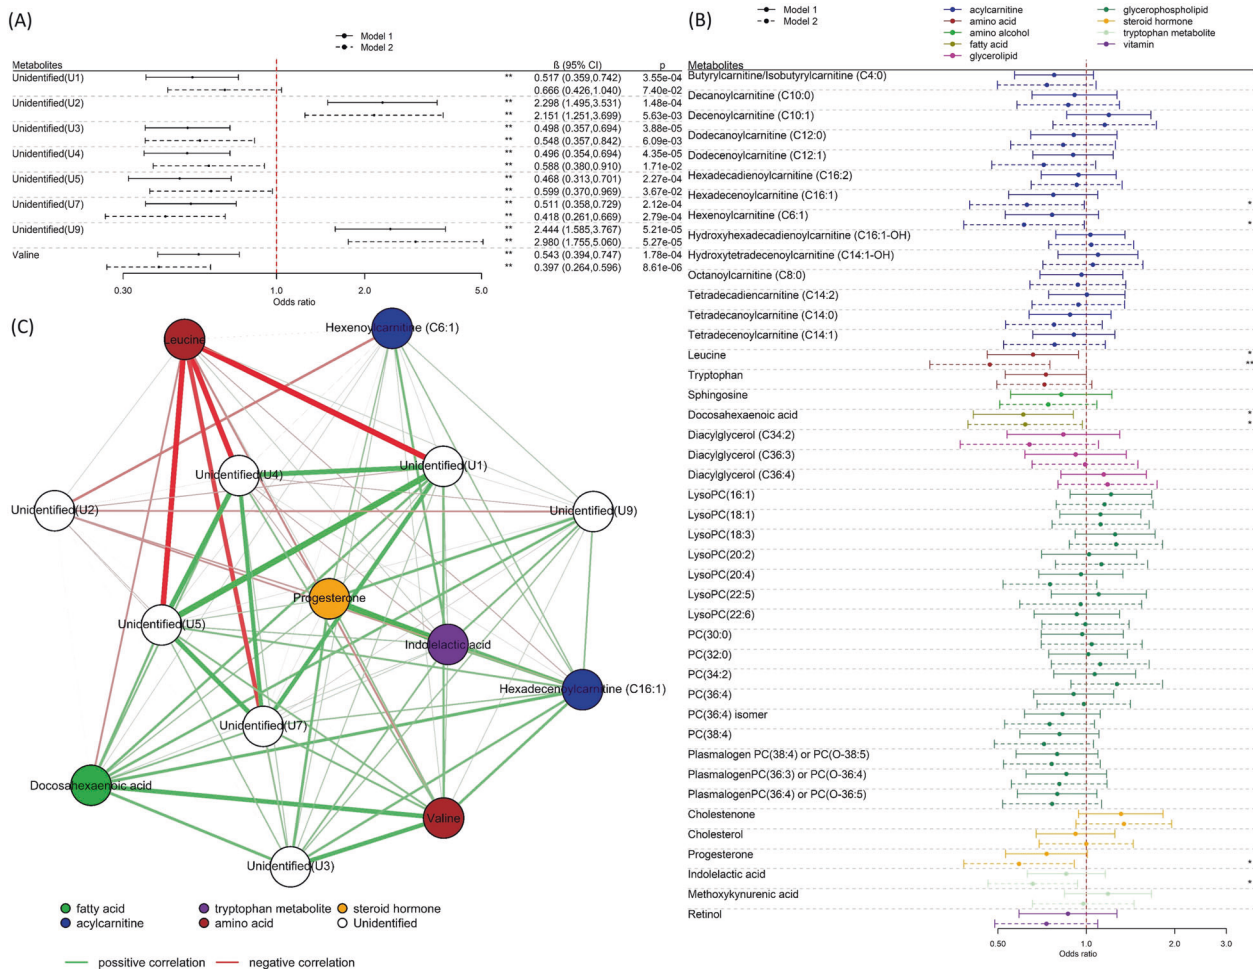 (A)
Model 1
Model 2
Metabolites ß (95% CI) p
Unidentified(U1) ** 0.517 (0.359,0.742) 3.55e-04
0.666 (0.426,1.040) 7.40e-02
Unidentified(U2) ** 2.298 (1.495,3.531) 1.48e-04
** 2.151 (1.251,3.699) 5.63e-03
Unidentified(U3) ** 0.498 (0.357,0.694) 3.88e-05
** 0.548 (0.357,0.842) 6.09e-03
Unidentified(U4) ** 0.496 (0.354,0.694) 4.35e-05
** 0.588 (0.380,0.910) 1.71e-02
Unidentified(U5) ** 0.468 (0.313,0.701) 2.27e-04
** 0.599 (0.370,0.969) 3.67e-02
Unidentified(U7) ** 0.511 (0.358,0.729) 2.12e-04
** 0.418 (0.261,0.669) 2.79e-04
Unidentified(U9) ** 2.444 (1.585,3.767) 5.21e-05
** 2.980 (1.755,5.060) 5.27e-05
Valine ** 0.543 (0.394,0.747) 1.78e-04
** 0.397 (0.264,0.596) 8.61e-06
0.30 1.0 2.0 5.0
Odds ratio
(B)
Model 1
Model 2
acylcarnitine
amino acid
amino alcohol
fatty acid
glycerolipid
glycerophospholipid
steroid hormone
tryptophan metabolite
vitamin
Metabolites
Butyrylcarnitine/Isobutyrylcarnitine (C4:0)
Decanoylcarnitine (C10:0)
Decenoylcarnitine (C10:1)
Dodecanoylcarnitine (C12:0)
Dodecenoylcarnitine (C12:1)
Hexadecadienoylcarnitine (C16:2)
Hexadecenoylcarnitine (C16:1)
*
Hexenoylcarnitine (C6:1)
*
Hydroxyhexadecadienoylcarnitine (C16:1-OH)
Hydroxytetradecenoylcarnitine (C14:1-OH)
Octanoylcarnitine (C8:0)
Tetradecadiencarnitine (C14:2)
Tetradecanoylcarnitine (C14:0)
Tetradecenoylcarnitine (C14:1)
Leucine *
**
Tryptophan
Sphingosine
Docosahexaenoic acid *
*
Diacylglycerol (C34:2)
Diacylglycerol (C36:3)
Diacylglycerol (C36:4)
LysoPC(16:1)
LysoPC(18:1)
LysoPC(18:3)
LysoPC(20:2)
LysoPC(20:4)
LysoPC(22:5)
LysoPC(22:6)
PC(30:0)
PC(32:0)
PC(34:2)
PC(36:4)
PC(36:4) isomer
PC(38:4)
Plasmalogen PC(38:4) or PC(O-38:5)
PlasmalogenPC(36:3) or PC(O-36:4)
PlasmalogenPC(36:4) or PC(O-36:5)
Cholestenone
Cholesterol
Progesterone
*
Indolelactic acid
*
Methoxykynurenic acid
Retinol
0.50 1.0 2.0 3.0
Odds ratio
(C)
Hexenoylcarnitine (C6:1)
Leucine
Unidentified(U4)
Unidentified(U1)
Unidentified(U2)
Unidentified(U9)
Progesterone
Unidentified(U5)
Indolelactic acid
Hexadecenoylcarnitine (C16:1)
Unidentified(U7)
Docosahexaenoic acid
Valine
Unidentified(U3)
fatty acid tryptophan metabolite steroid hormone
acylcarnitine amino acid Unidentified
possitive correlation negative correlation